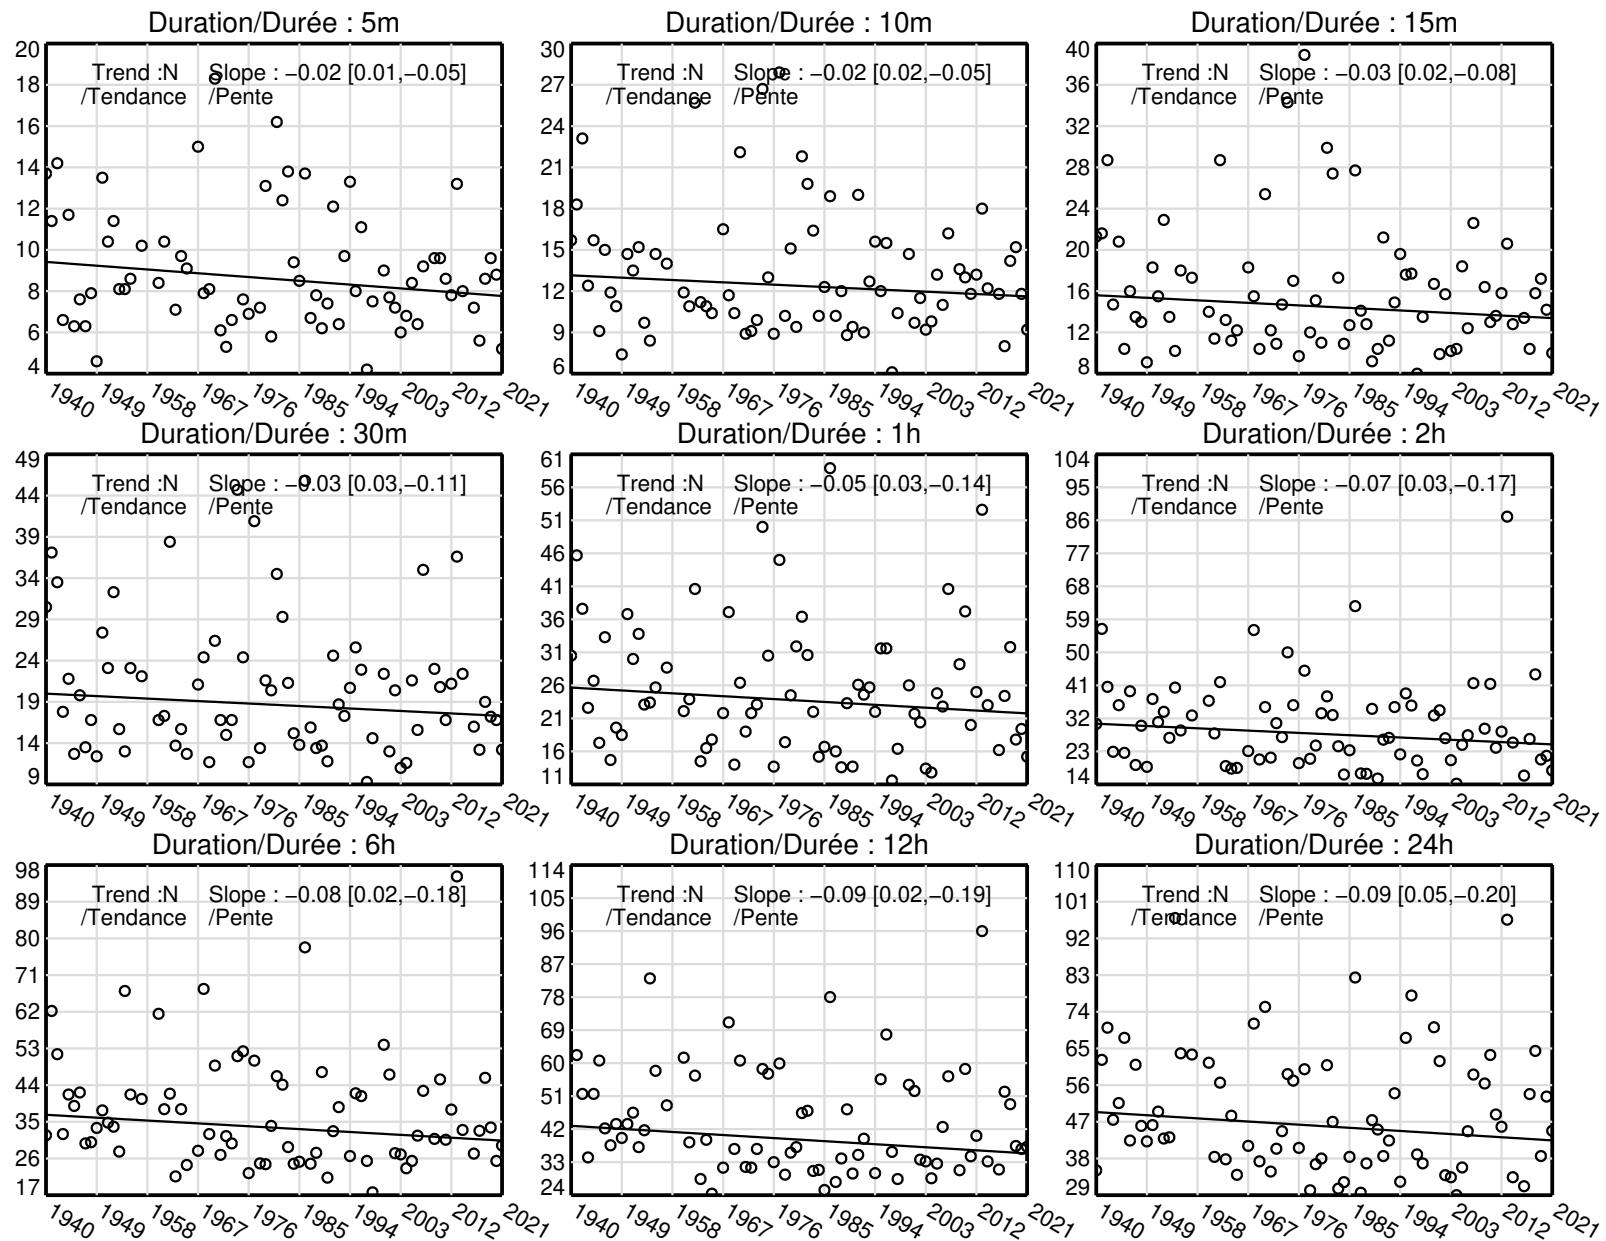 Duration/Durée : 5m
20
18
16
14
12
10
8
6
4
Trend :N Slope : −0.02 [0.01,−0.05]
/Tendance /Pente
1940 1949 1958 1967 1976 1985 1994 2003 2012 2021
Duration/Durée : 10m
30
27
24
21
18
15
12
9
6
Trend :N Slope : −0.02 [0.02,−0.05]
/Tendance /Pente
1940 1949 1958 1967 1976 1985 1994 2003 2012 2021
Duration/Durée : 15m
40
36
32
28
24
20
16
12
8
Trend :N Slope : −0.03 [0.02,−0.08]
/Tendance /Pente
1940 1949 1958 1967 1976 1985 1994 2003 2012 2021
Duration/Durée : 30m
49
44
39
34
29
24
19
14
9
Trend :N Slope : −0.03 [0.03,−0.11]
/Tendance /Pente
1940 1949 1958 1967 1976 1985 1994 2003 2012 2021
Duration/Durée : 1h
61
56
51
46
41
36
31
26
21
16
11
Trend :N Slope : −0.05 [0.03,−0.14]
/Tendance /Pente
1940 1949 1958 1967 1976 1985 1994 2003 2012 2021
Duration/Durée : 2h
104
95
86
77
68
59
50
41
32
23
14
Trend :N Slope : −0.07 [0.03,−0.17]
/Tendance /Pente
1940 1949 1958 1967 1976 1985 1994 2003 2012 2021
Duration/Durée : 6h
98
89
80
71
62
53
44
35
26
17
Trend :N Slope : −0.08 [0.02,−0.18]
/Tendance /Pente
1940 1949 1958 1967 1976 1985 1994 2003 2012 2021
Duration/Durée : 12h
114
105
96
87
78
69
60
51
42
33
24
Trend :N Slope : −0.09 [0.02,−0.19]
/Tendance /Pente
1940 1949 1958 1967 1976 1985 1994 2003 2012 2021
Duration/Durée : 24h
110
101
92
83
74
65
56
47
38
29
Trend :N Slope : −0.09 [0.05,−0.20]
/Tendance /Pente
1940 1949 1958 1967 1976 1985 1994 2003 2012 2021